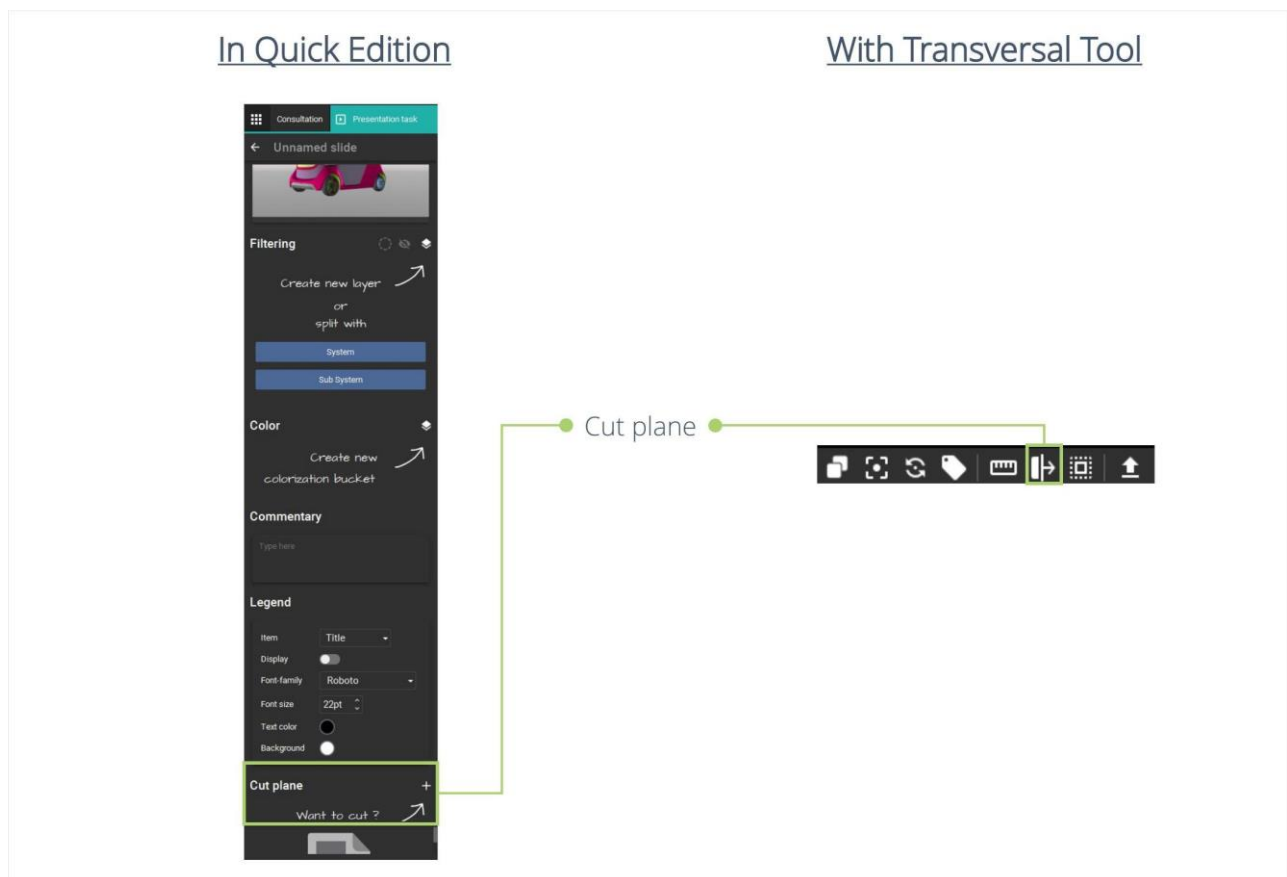 In Quick Edition
With Transversal Tool
Consultation
Presentation task
Unnamed slide
Filtering
Create new layer
or
split with
System
Sub System
Color
Create new
colorization bucket
Commentary
Type here
Legend
Item
Title
Display
Font-family
Roboto
Font size
22pt
Text color
Background
Cut plane
Want to cut ?
Cut plane